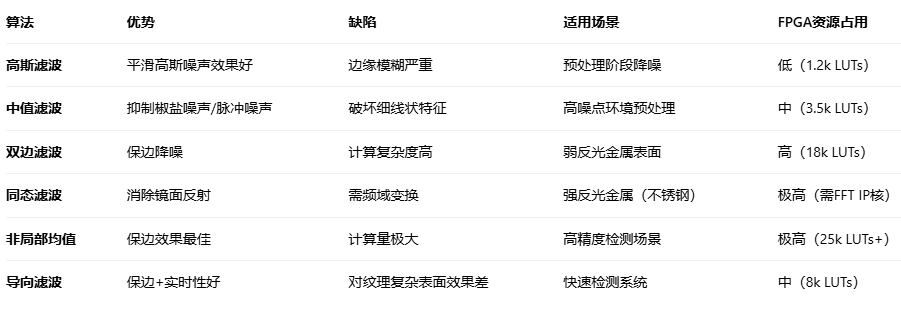 算法 优势 缺陷 适用场景 FPGA资源占用
高斯滤波 平滑高斯噪声效果好 边缘模糊严重 预处理阶段降噪 低（1.2k LUTs）
中值滤波 抑制椒盐噪声/脉冲噪声 破坏细线状特征 高噪点环境预处理 中（3.5k LUTs）
双边滤波 保边降噪 计算复杂度高 弱反光金属表面 高（18k LUTs）
同态滤波 消除镜面反射 需频域变换 强反光金属（不锈钢） 极高（需FFT IP核）
非局部均值 保边效果最佳 计算量极大 高精度检测场景 极高（25k LUTs+）
导向滤波 保边+实时性好 对纹理复杂表面效果差 快速检测系统 中（8k LUTs）